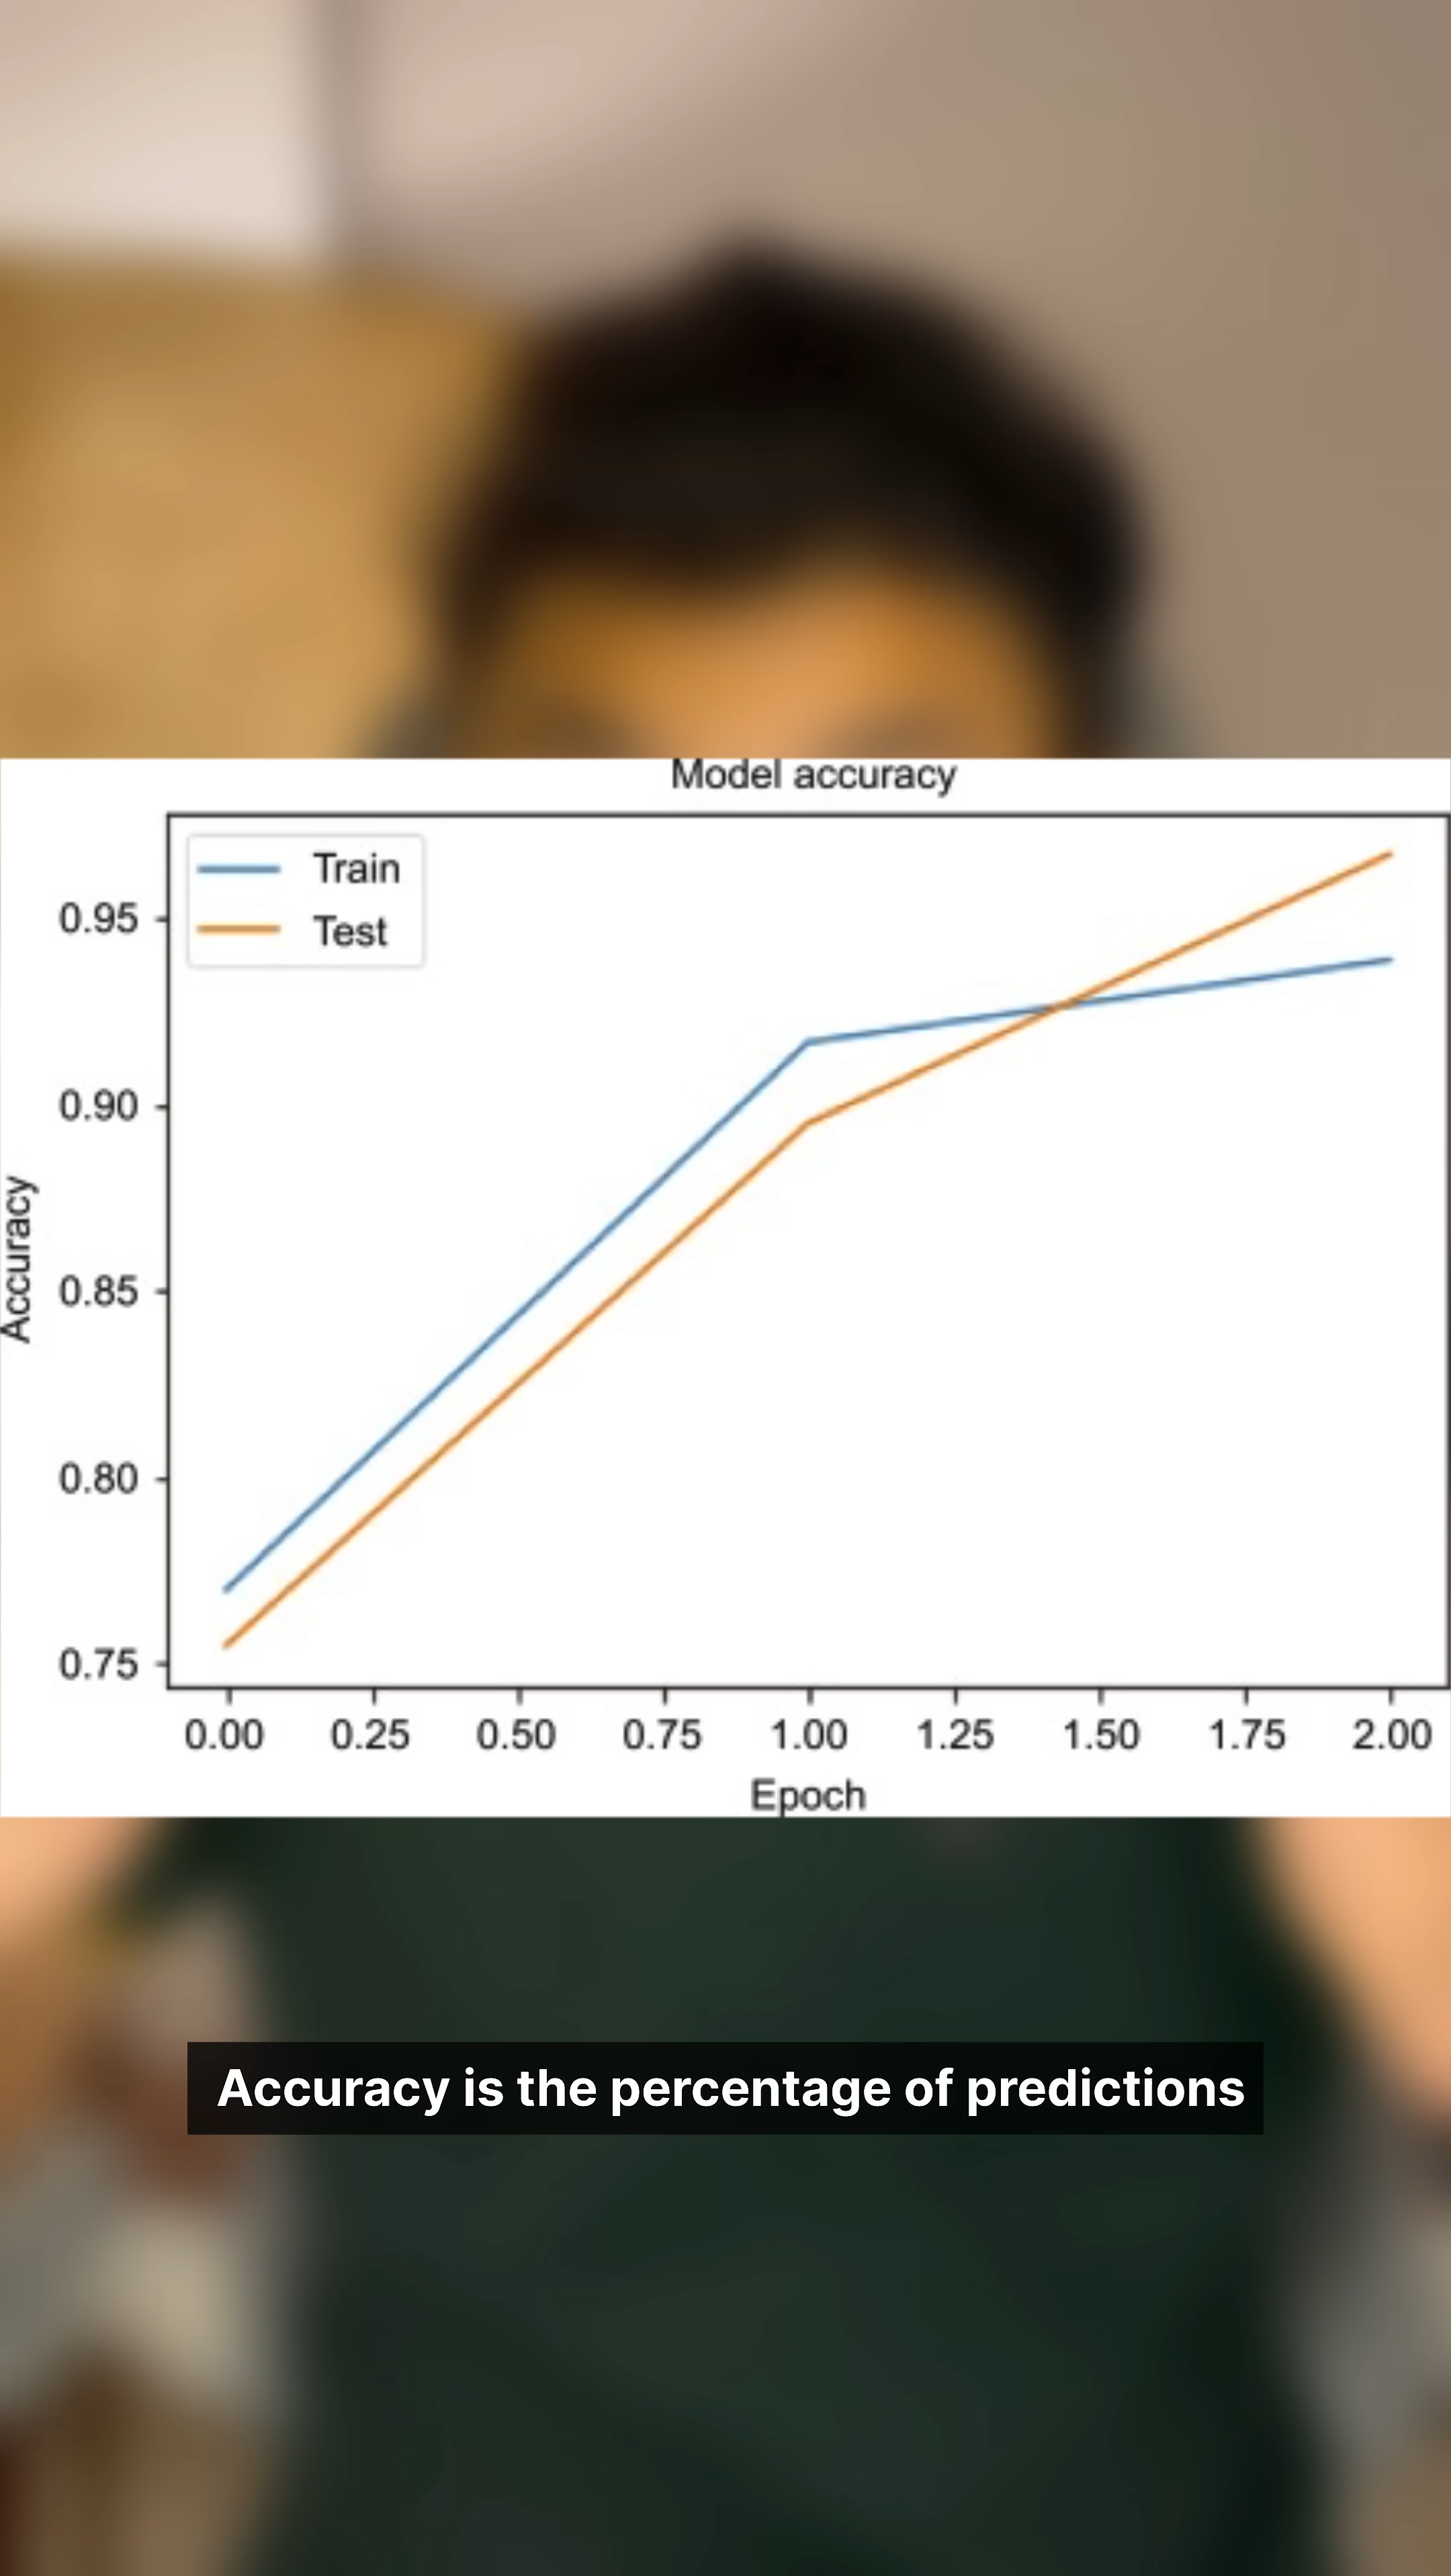 Model accuracy
Train
Test
0.95
0.90
0.85
0.80
0.75
Accuracy
0.00 0.25 0.50 0.75 1.00 1.25 1.50 1.75 2.00
Epoch
Accuracy is the percentage of predictions